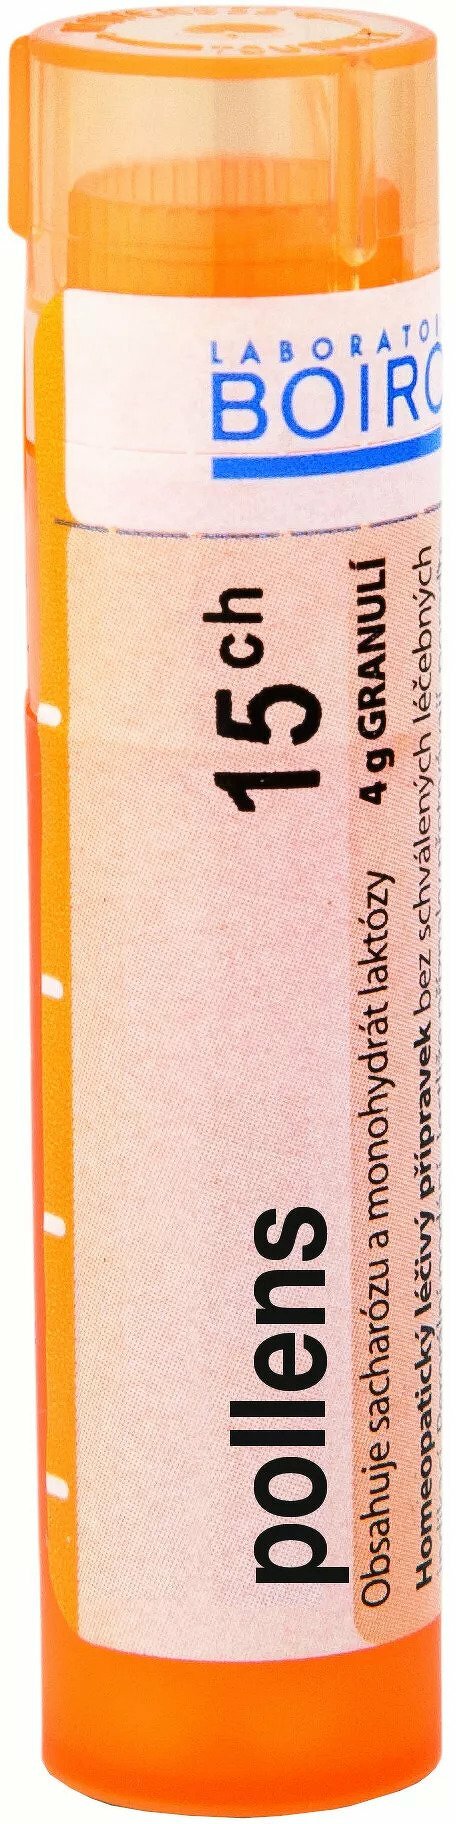 LABORATOI
BOIRO
pollens 15 ch
4 g GRANULÍ
Obsahuje sacharózu a monohydrát laktózy
Homeopatický léčivý přípravek bez schválených léčebných